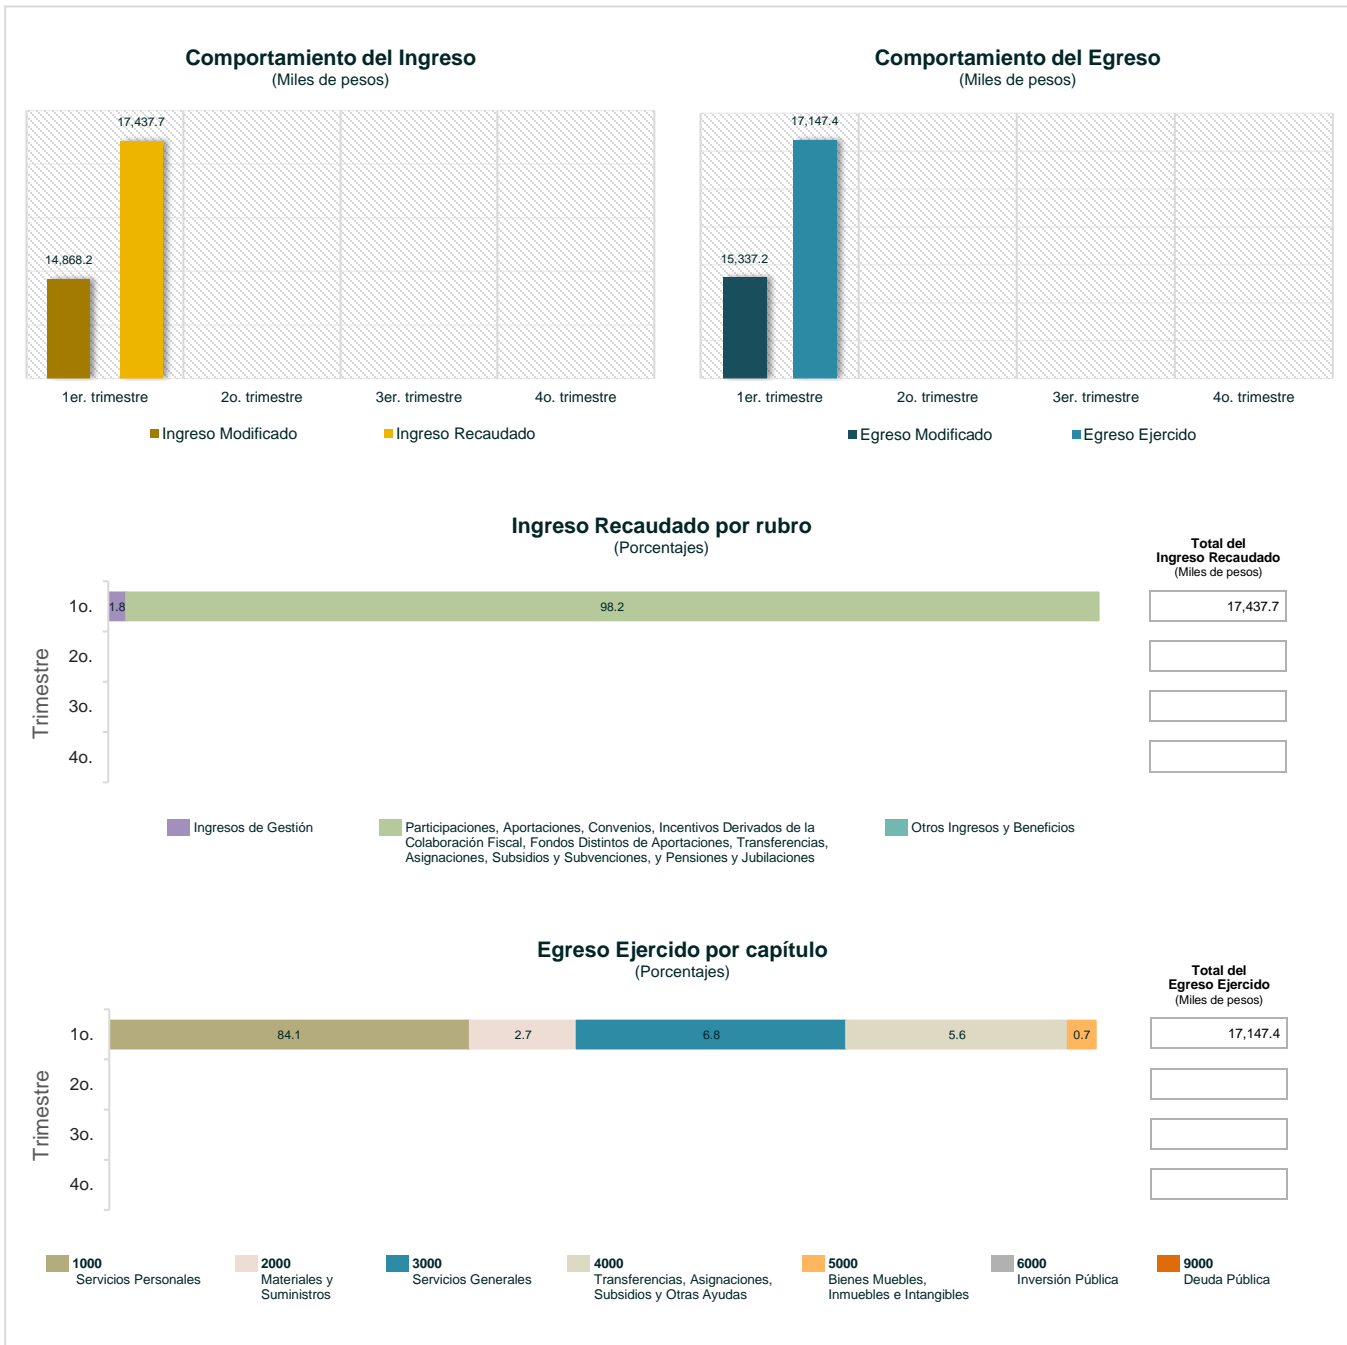 Comportamiento del Ingreso
(Miles de pesos)
17,437.7
14,868.2
1er. trimestre
2o. trimestre
3er. trimestre
4o. trimestre
Ingreso Modificado
Ingreso Recaudado
Comportamiento del Egreso
(Miles de pesos)
17,147.4
15,337.2
1er. trimestre
2o. trimestre
3er. trimestre
4o. trimestre
Egreso Modificado
Egreso Ejercido
Ingreso Recaudado por rubro
(Porcentajes)
Total del
Ingreso Recaudado
(Miles de pesos)
Trimestre
1o.
1.8
98.2
17,437.7
2o.
3o.
4o.
Ingresos de Gestión
Participaciones, Aportaciones, Convenios, Incentivos Derivados de la
Colaboración Fiscal, Fondos Distintos de Aportaciones, Transferencias,
Asignaciones, Subsidios y Subvenciones, y Pensiones y Jubilaciones
Otros Ingresos y Beneficios
Egreso Ejercido por capítulo
(Porcentajes)
Total del
Egreso Ejercido
(Miles de pesos)
Trimestre
1o.
84.1
2.7
6.8
5.6
0.7
17,147.4
2o.
3o.
4o.
1000
Servicios Personales
2000
Materiales y
Suministros
3000
Servicios Generales
4000
Transferencias, Asignaciones,
Subsidios y Otras Ayudas
5000
Bienes Muebles,
Inmuebles e Intangibles
6000
Inversión Pública
9000
Deuda Pública